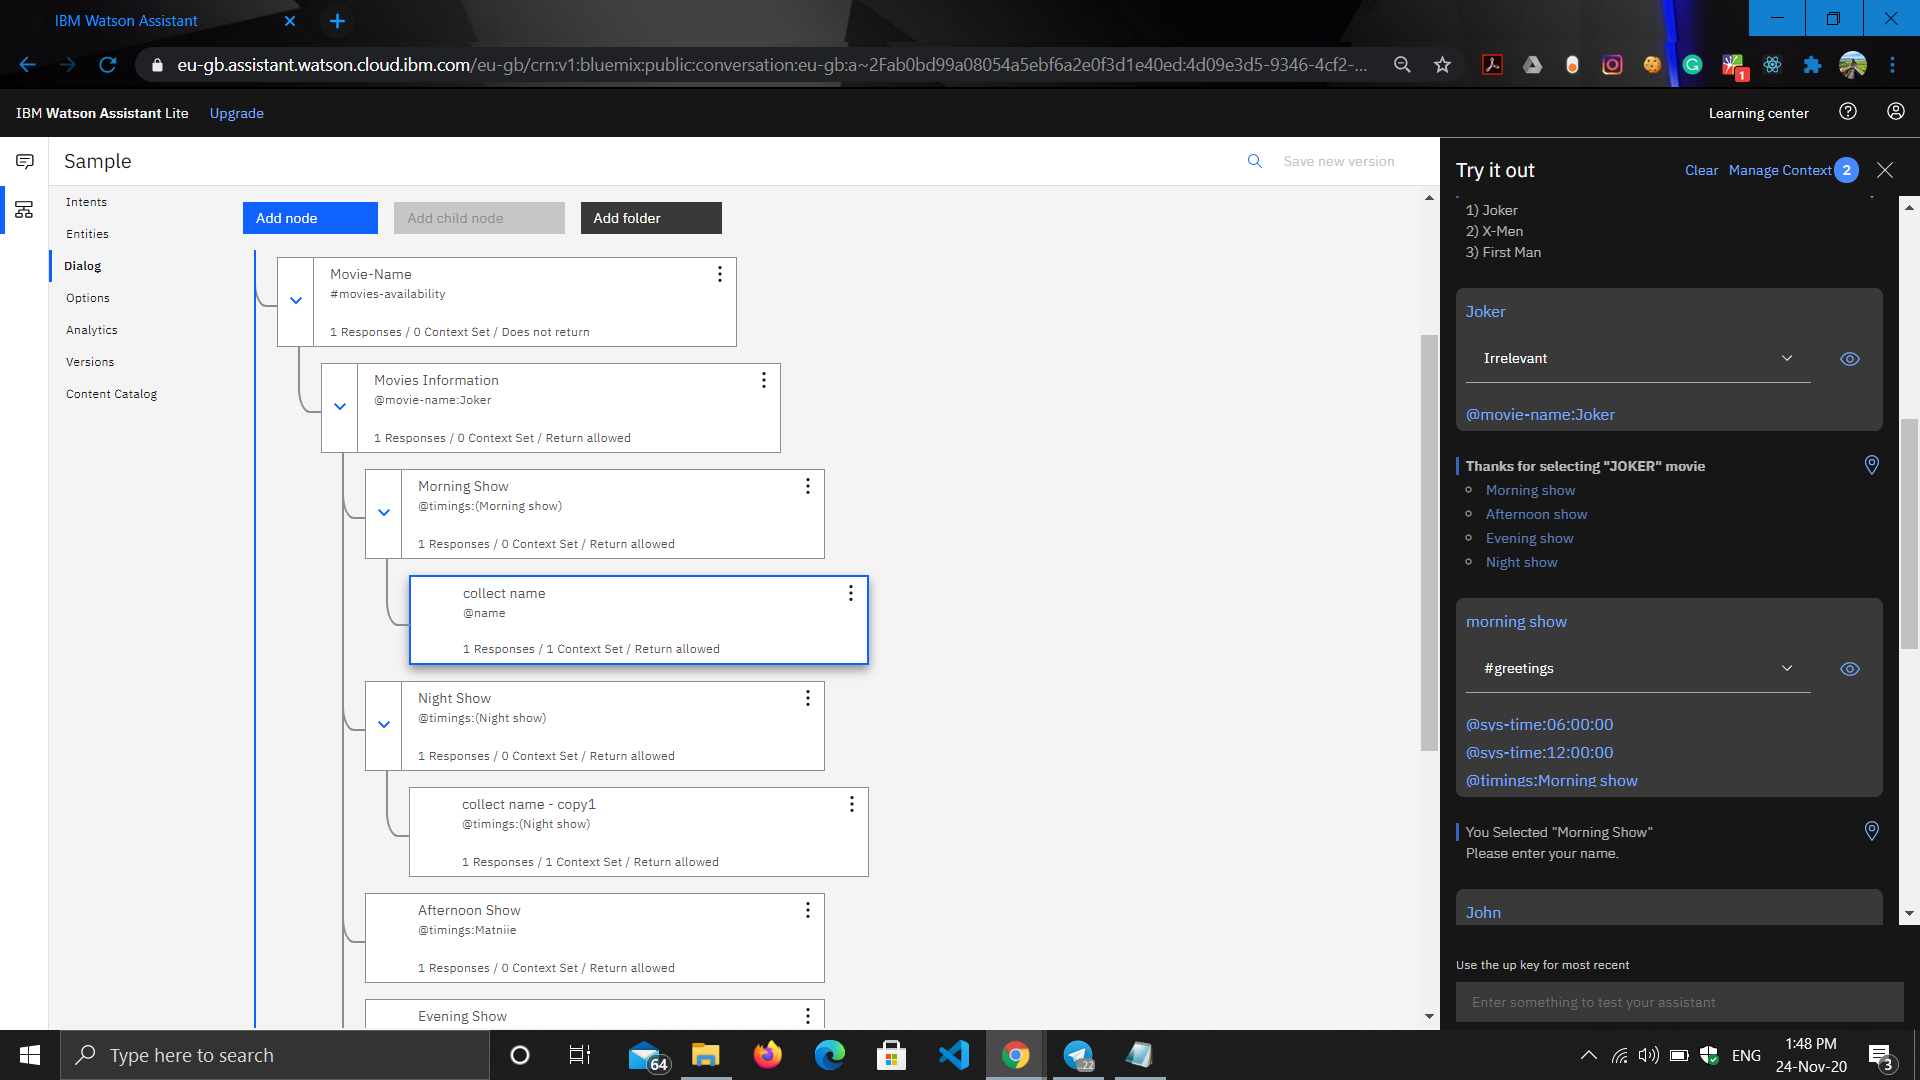 IBM Watson Assistant
eu-gb.assistant.watson.cloud.ibm.com/eu-gb/crn:v1:bluemix:public:conversation:eu-gb:a~2Fab0bd99a08054a5ebf6a2e0f3d1e40ed:4d09e3d5-9346-4cf2-...
1
IBM Watson Assistant Lite
Upgrade
Learning center
Sample
Save new version
Intents
Entities
Dialog
Options
Analytics
Versions
Content Catalog
Add node
Add child node
Add folder
Movie-Name
#movies-availability
1 Responses / 0 Context Set / Does not return
Movies Information
@movie-name:Joker
1 Responses / 0 Context Set / Return allowed
Morning Show
@timings:(Morning show)
1 Responses / 0 Context Set / Return allowed
collect name
@name
1 Responses / 1 Context Set / Return allowed
Night Show
@timings:(Night show)
1 Responses / 0 Context Set / Return allowed
collect name - copy1
@timings:(Night show)
1 Responses / 1 Context Set / Return allowed
Afternoon Show
@timings:Matniie
1 Responses / 0 Context Set / Return allowed
Evening Show
Try it out
Clear
Manage Context 2
1) Joker
2) X-Men
3) First Man
Joker
Irrelevant
@movie-name:Joker
Thanks for selecting "JOKER" movie
Morning show
Afternoon show
Evening show
Night show
morning show
#greetings
@sys-time:06:00:00
@sys-time:12:00:00
@timings:Morning show
You Selected "Morning Show"
Please enter your name.
John
Use the up key for most recent
Enter something to test your assistant
Type here to search
64
22
ENG
1:48 PM
24-Nov-20
3